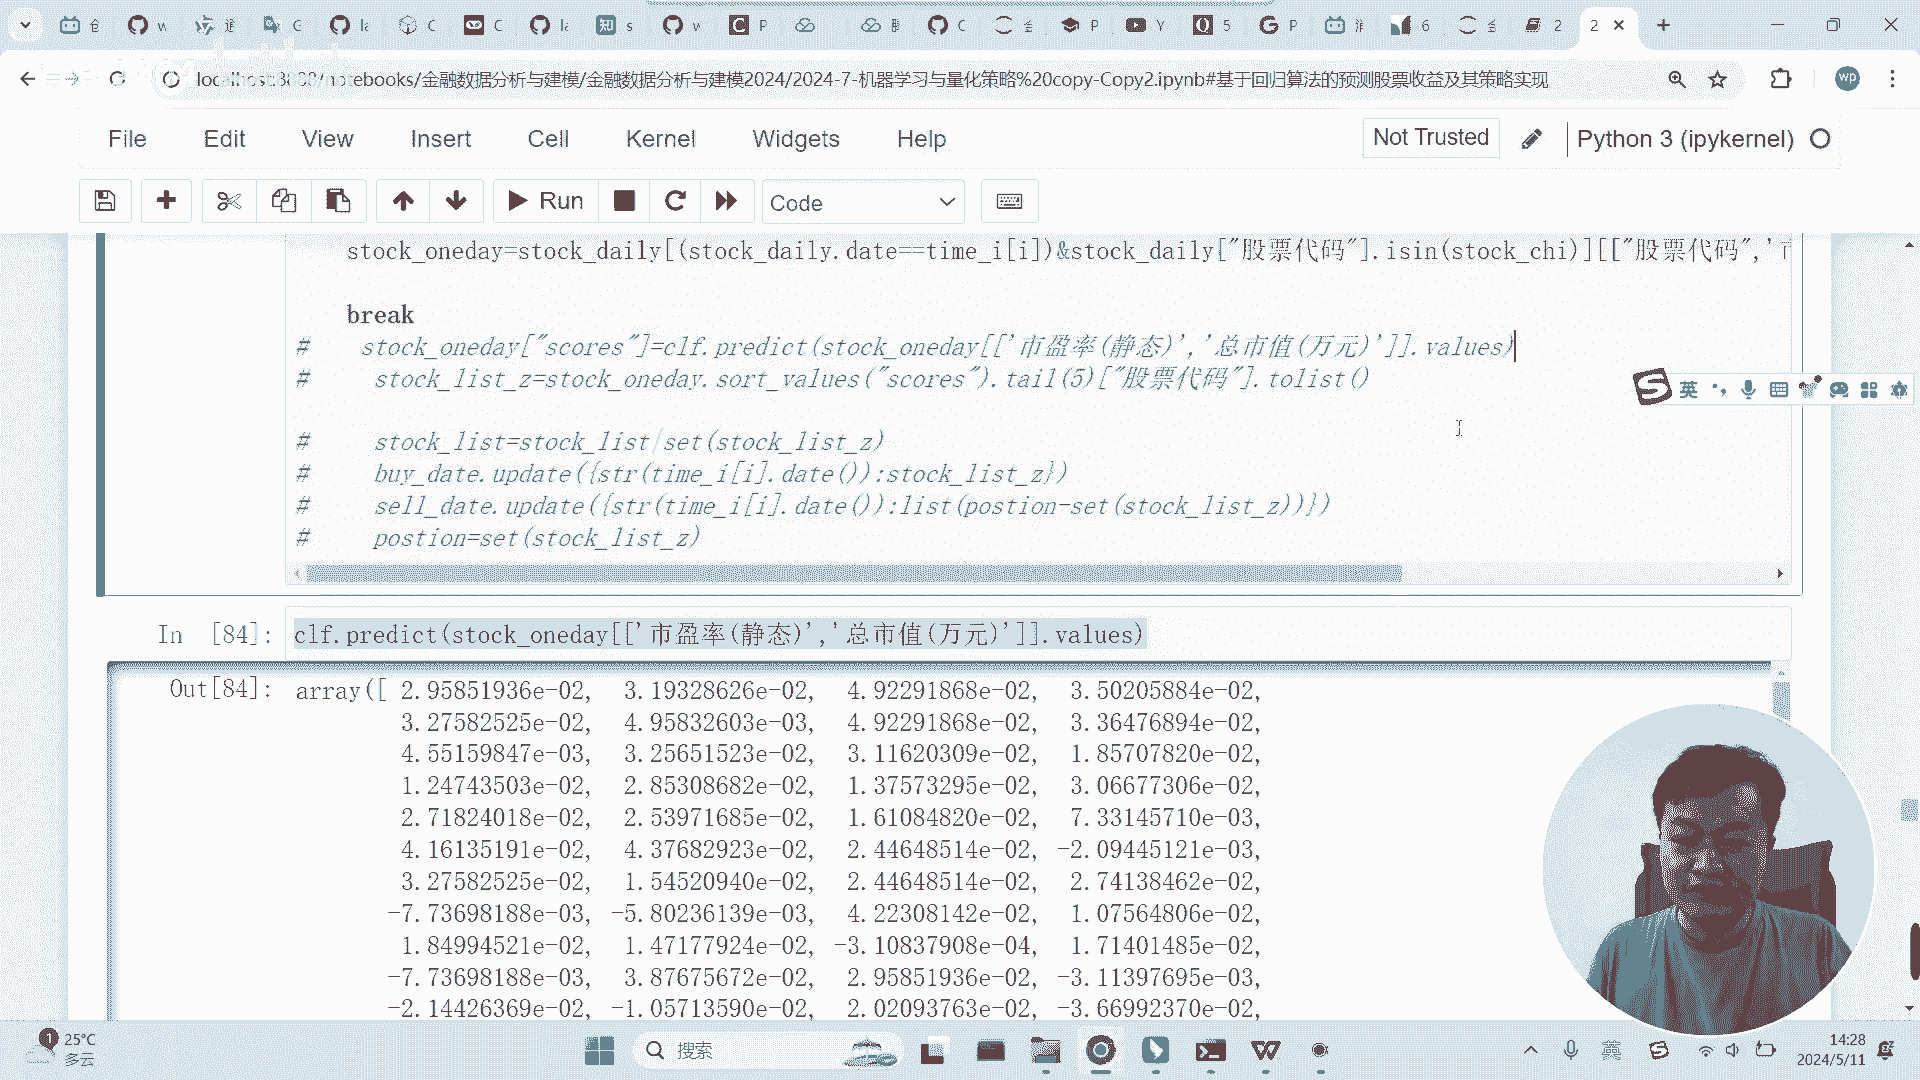 localhost:8888/notebooks/金融数据分析与建模/金融数据分析与建模2024/2024-7-机器学习与量化策略%20copy-Copy2.ipynb#基于回归算法的预测股票收益及其策略实现
wp
File Edit View Insert Cell Kernel Widgets Help
Not Trusted
Python 3 (ipykernel)
Run
Code
stock_oneday=stock_daily[(stock_daily.date==time_i[i])&stock_daily["股票代码"].isin(stock_chi)][["股票代码",'
break
# stock_oneday["scores"]=clf.predict(stock_oneday[['市盈率(静态)','总市值(万元)']].values)
# stock_list_z=stock_oneday.sort_values("scores").tail(5)["股票代码"].tolist()
# stock_list=stock_list|set(stock_list_z)
# buy_date.update({str(time_i[i].date()):stock_list_z})
# sell_date.update({str(time_i[i].date()):list(postion-set(stock_list_z))})
# postion=set(stock_list_z)
In [84]: clf.predict(stock_oneday[['市盈率(静态)','总市值(万元)']].values)
Out[84]: array([ 2.95851936e-02, 3.19328626e-02, 4.92291868e-02, 3.50205884e-02,
3.27582525e-02, 4.95832603e-03, 4.92291868e-02, 3.36476894e-02,
4.55159847e-03, 3.25651523e-02, 3.11620309e-02, 1.85707820e-02,
1.24743503e-02, 2.85308682e-02, 1.37573295e-02, 3.06677306e-02,
2.71824018e-02, 2.53971685e-02, 1.61084820e-02, 7.33145710e-03,
4.16135191e-02, 4.37682923e-02, 2.44648514e-02, -2.09445121e-03,
3.27582525e-02, 1.54520940e-02, 2.44648514e-02, 2.74138462e-02,
-7.73698188e-03, -5.80236139e-03, 4.22308142e-02, 1.07564806e-02,
1.84994521e-02, 1.47177924e-02, -3.10837908e-04, 1.71401485e-02,
-7.73698188e-03, 3.87675672e-02, 2.95851936e-02, -3.11397695e-03,
-2.14426369e-02, -1.05713590e-02, 2.02093763e-02, -3.66992370e-02,
英
25°C
多云
搜索
英
14:28
2024/5/11